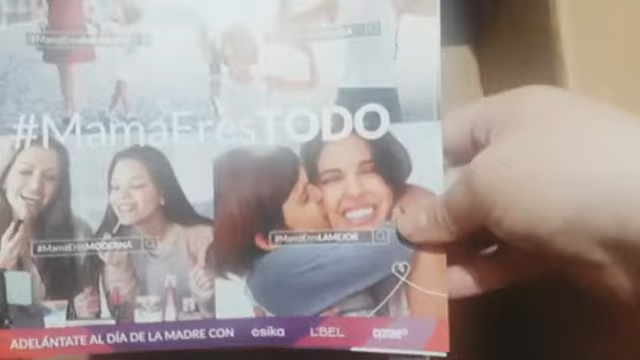 #MamáEresTODO
#MamáEresMODERNA
#MamáEresLAMEJOR
ADELÁNTATE AL DÍA DE LA MADRE CON ésika L'BEL